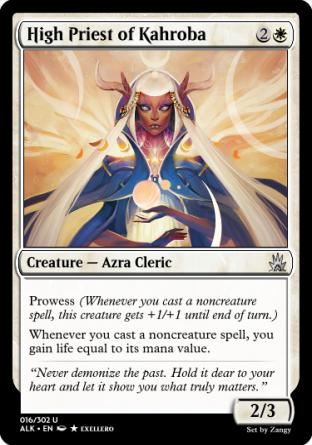 High Priest of Kahroba 2
Creature — Azra Cleric
Prowess (Whenever you cast a noncreature
spell, this creature gets +1/+1 until end of turn.)
Whenever you cast a noncreature spell, you
gain life equal to its mana value.
“Never demonize the past. Hold it dear to your
heart and let it show you what truly matters.”
2/3
016/302 U
ALK • EN EXELLERO
Set by Zangy